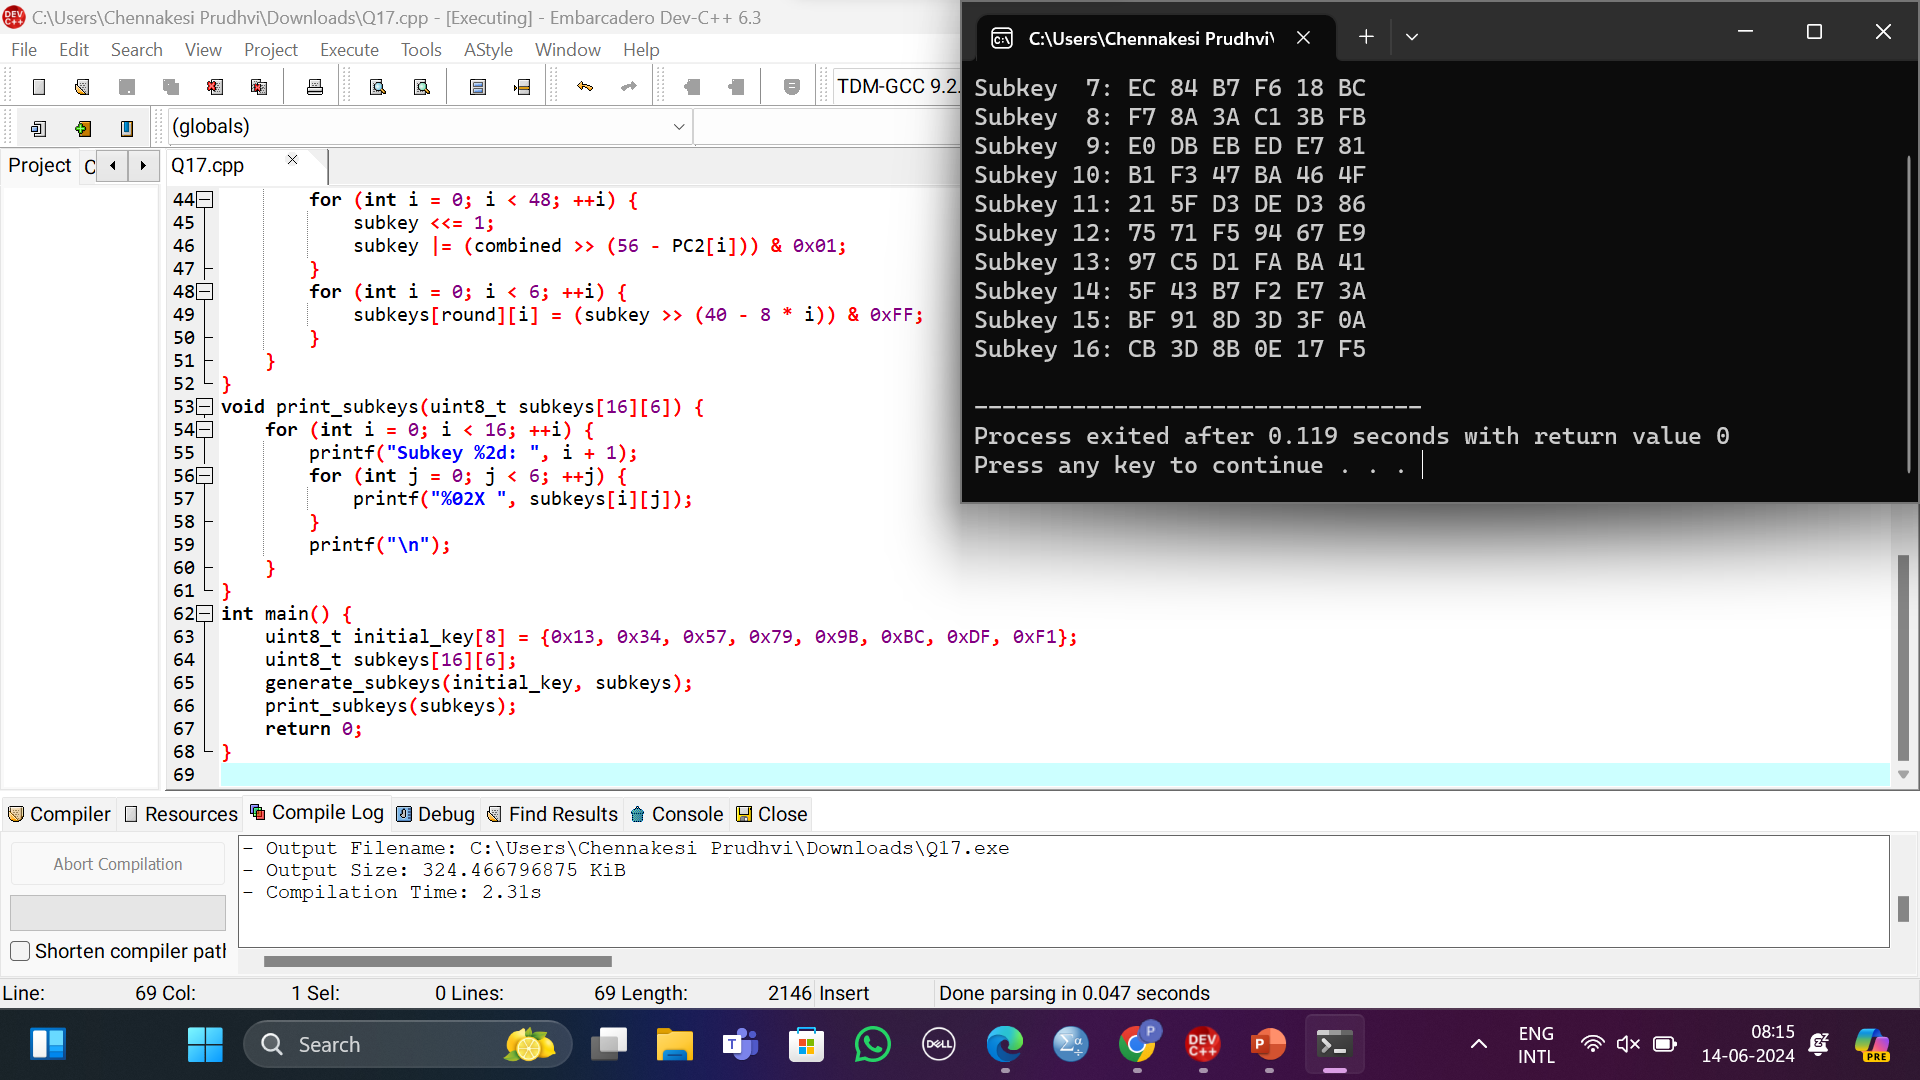 C:\Users\Chennakesi Prudhvi\Downloads\Q17.cpp - [Executing] - Embarcadero Dev-C++ 6.3
File Edit Search View Project Execute Tools AStyle Window Help
TDM-GCC 9.2.
(globals)
Project
Q17.cpp
44 for (int i = 0; i < 48; ++i) {
45 subkey <<= 1;
46 subkey |= (combined >> (56 - PC2[i])) & 0x01;
47 }
48 for (int i = 0; i < 6; ++i) {
49 subkeys[round][i] = (subkey >> (40 - 8 * i)) & 0xFF;
50 }
51 }
52 }
53 void print_subkeys(uint8_t subkeys[16][6]) {
54 for (int i = 0; i < 16; ++i) {
55 printf("Subkey %2d: ", i + 1);
56 for (int j = 0; j < 6; ++j) {
57 printf("%02X ", subkeys[i][j]);
58 }
59 printf("\n");
60 }
61 }
62 int main() {
63 uint8_t initial_key[8] = {0x13, 0x34, 0x57, 0x79, 0x9B, 0xBC, 0xDF, 0xF1};
64 uint8_t subkeys[16][6];
65 generate_subkeys(initial_key, subkeys);
66 print_subkeys(subkeys);
67 return 0;
68 }
69
C:\Users\Chennakesi Prudhvi\
Subkey  7: EC 84 B7 F6 18 BC
Subkey  8: F7 8A 3A C1 3B FB
Subkey  9: E0 DB EB ED E7 81
Subkey 10: B1 F3 47 BA 46 4F
Subkey 11: 21 5F D3 DE D3 86
Subkey 12: 75 71 F5 94 67 E9
Subkey 13: 97 C5 D1 FA BA 41
Subkey 14: 5F 43 B7 F2 E7 3A
Subkey 15: BF 91 8D 3D 3F 0A
Subkey 16: CB 3D 8B 0E 17 F5
--------------------------------
Process exited after 0.119 seconds with return value 0
Press any key to continue . . .
Compiler Resources Compile Log Debug Find Results Console Close
Abort Compilation
Shorten compiler path
- Output Filename: C:\Users\Chennakesi Prudhvi\Downloads\Q17.exe
- Output Size: 324.466796875 KiB
- Compilation Time: 2.31s
Line: 69 Col: 1 Sel: 0 Lines: 69 Length: 2146 Insert Done parsing in 0.047 seconds
Search
DELL
DEV C++
P
ENG
INTL
08:15
14-06-2024
PRE